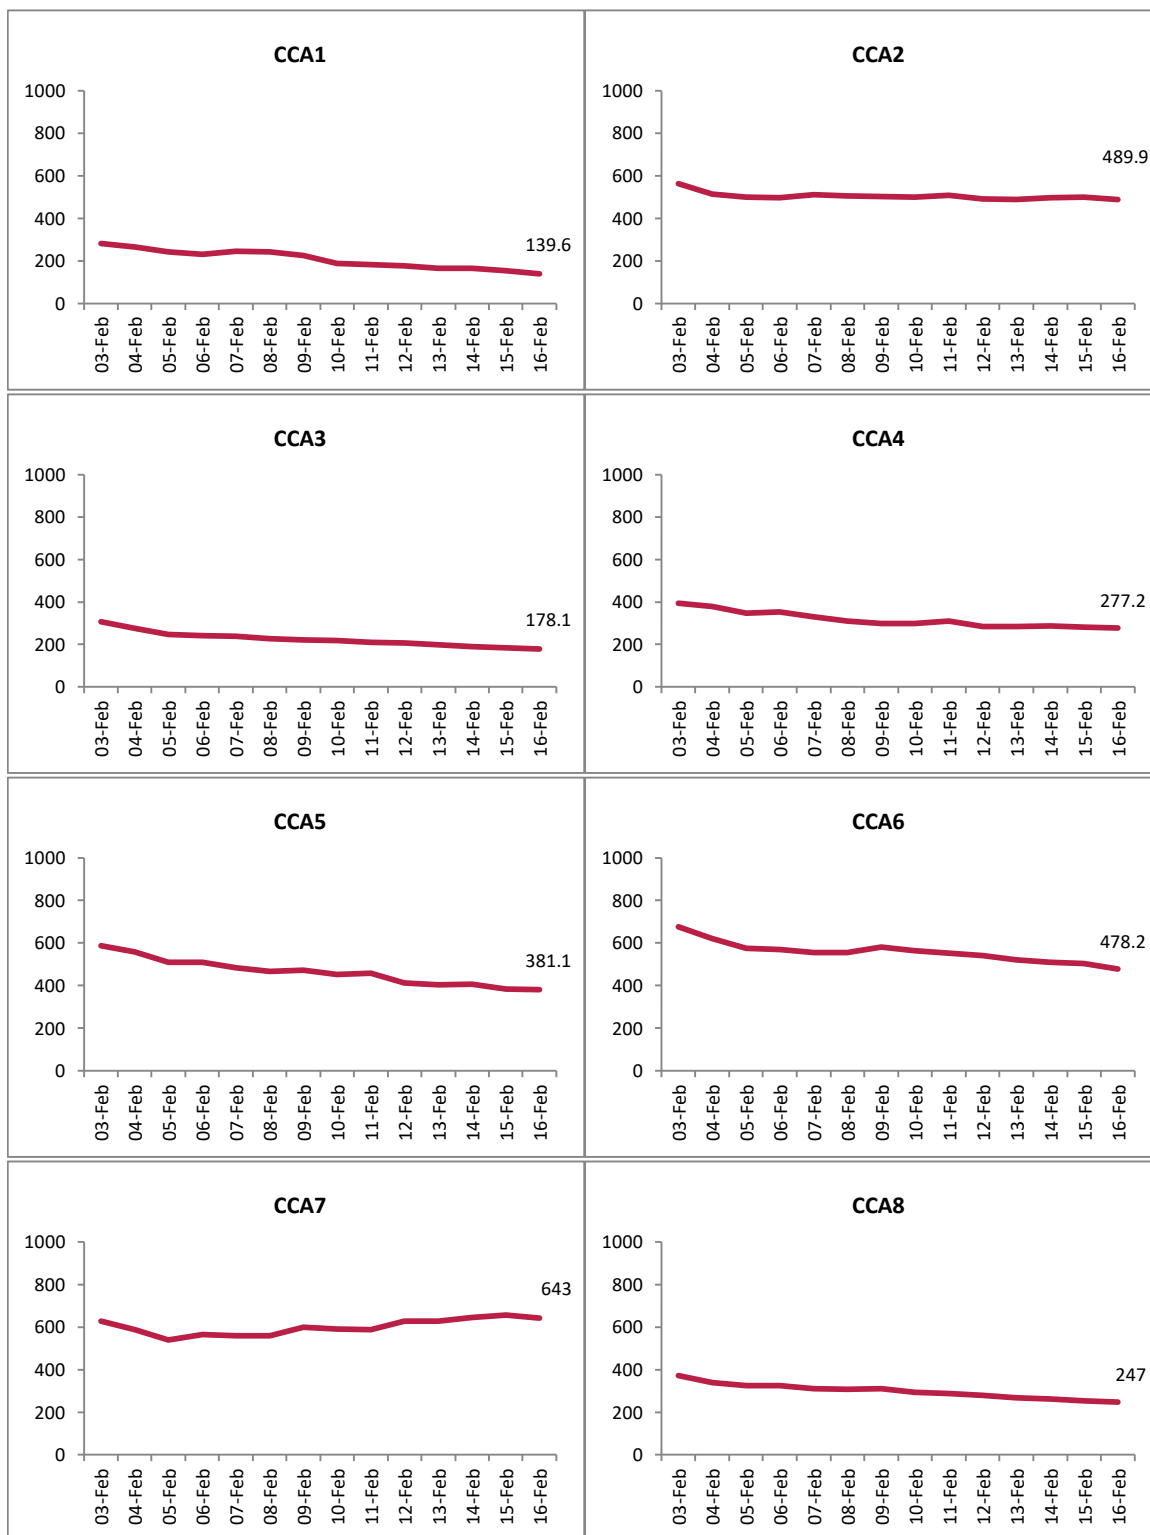 CCA1
1000
800
600
400
200
0
139.6
03-Feb
04-Feb
05-Feb
06-Feb
07-Feb
08-Feb
09-Feb
10-Feb
11-Feb
12-Feb
13-Feb
14-Feb
15-Feb
16-Feb
CCA2
1000
800
600
400
200
0
489.9
03-Feb
04-Feb
05-Feb
06-Feb
07-Feb
08-Feb
09-Feb
10-Feb
11-Feb
12-Feb
13-Feb
14-Feb
15-Feb
16-Feb
CCA3
1000
800
600
400
200
0
178.1
03-Feb
04-Feb
05-Feb
06-Feb
07-Feb
08-Feb
09-Feb
10-Feb
11-Feb
12-Feb
13-Feb
14-Feb
15-Feb
16-Feb
CCA4
1000
800
600
400
200
0
277.2
03-Feb
04-Feb
05-Feb
06-Feb
07-Feb
08-Feb
09-Feb
10-Feb
11-Feb
12-Feb
13-Feb
14-Feb
15-Feb
16-Feb
CCA5
1000
800
600
400
200
0
381.1
03-Feb
04-Feb
05-Feb
06-Feb
07-Feb
08-Feb
09-Feb
10-Feb
11-Feb
12-Feb
13-Feb
14-Feb
15-Feb
16-Feb
CCA6
1000
800
600
400
200
0
478.2
03-Feb
04-Feb
05-Feb
06-Feb
07-Feb
08-Feb
09-Feb
10-Feb
11-Feb
12-Feb
13-Feb
14-Feb
15-Feb
16-Feb
CCA7
1000
800
600
400
200
0
643
03-Feb
04-Feb
05-Feb
06-Feb
07-Feb
08-Feb
09-Feb
10-Feb
11-Feb
12-Feb
13-Feb
14-Feb
15-Feb
16-Feb
CCA8
1000
800
600
400
200
0
247
03-Feb
04-Feb
05-Feb
06-Feb
07-Feb
08-Feb
09-Feb
10-Feb
11-Feb
12-Feb
13-Feb
14-Feb
15-Feb
16-Feb